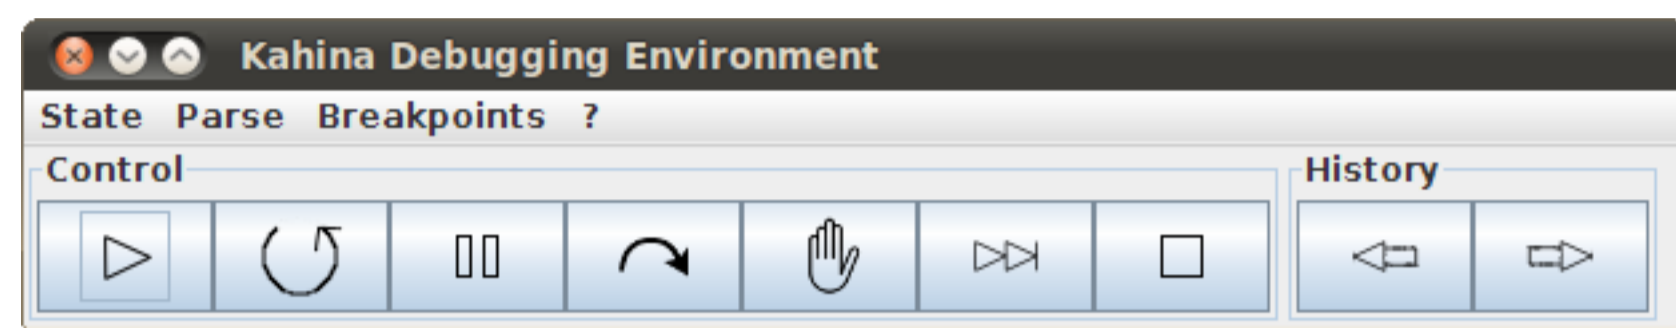 Kahina Debugging Environment
State Parse Breakpoints ?
Control History